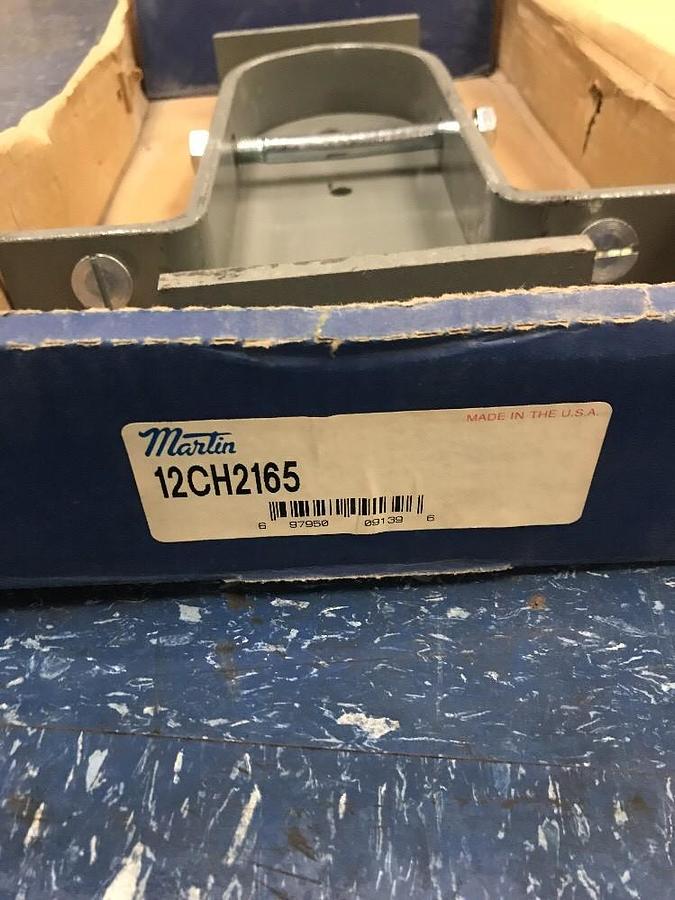 Martin
MADE IN THE U.S.A.
12CH2165
6 97950 09139 6